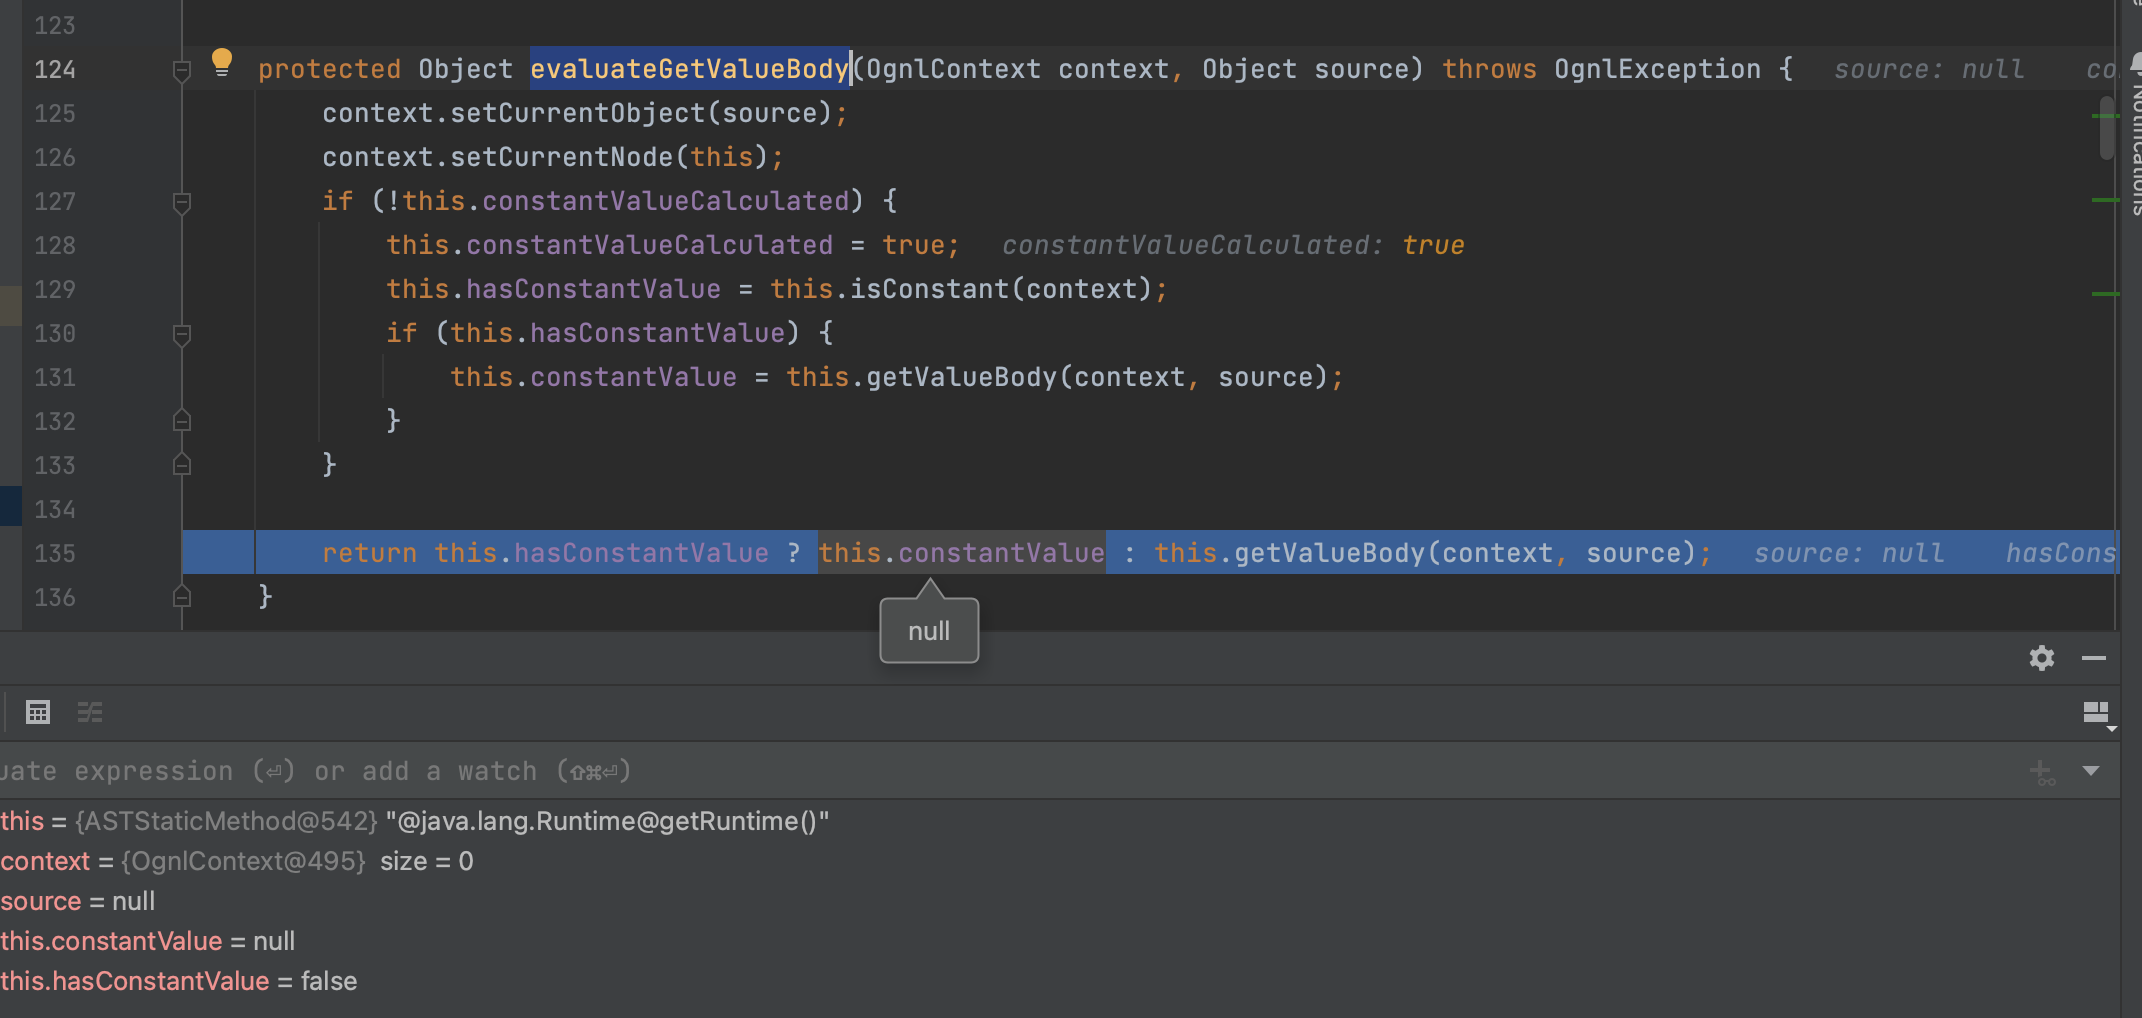 123
124 protected Object evaluateGetValueBody(OgnlContext context, Object source) throws OgnlException { source: null co
125 context.setCurrentObject(source);
126 context.setCurrentNode(this);
127 if (!this.constantValueCalculated) {
128 this.constantValueCalculated = true; constantValueCalculated: true
129 this.hasConstantValue = this.isConstant(context);
130 if (this.hasConstantValue) {
131 this.constantValue = this.getValueBody(context, source);
132 }
133 }
134
135 return this.hasConstantValue ? this.constantValue : this.getValueBody(context, source); source: null hasCons
136 }
null
Notifications
uate expression (⏎) or add a watch (⇧⌘⏎)
this = {ASTStaticMethod@542} "@java.lang.Runtime@getRuntime()"
context = {OgnlContext@495} size = 0
source = null
this.constantValue = null
this.hasConstantValue = false